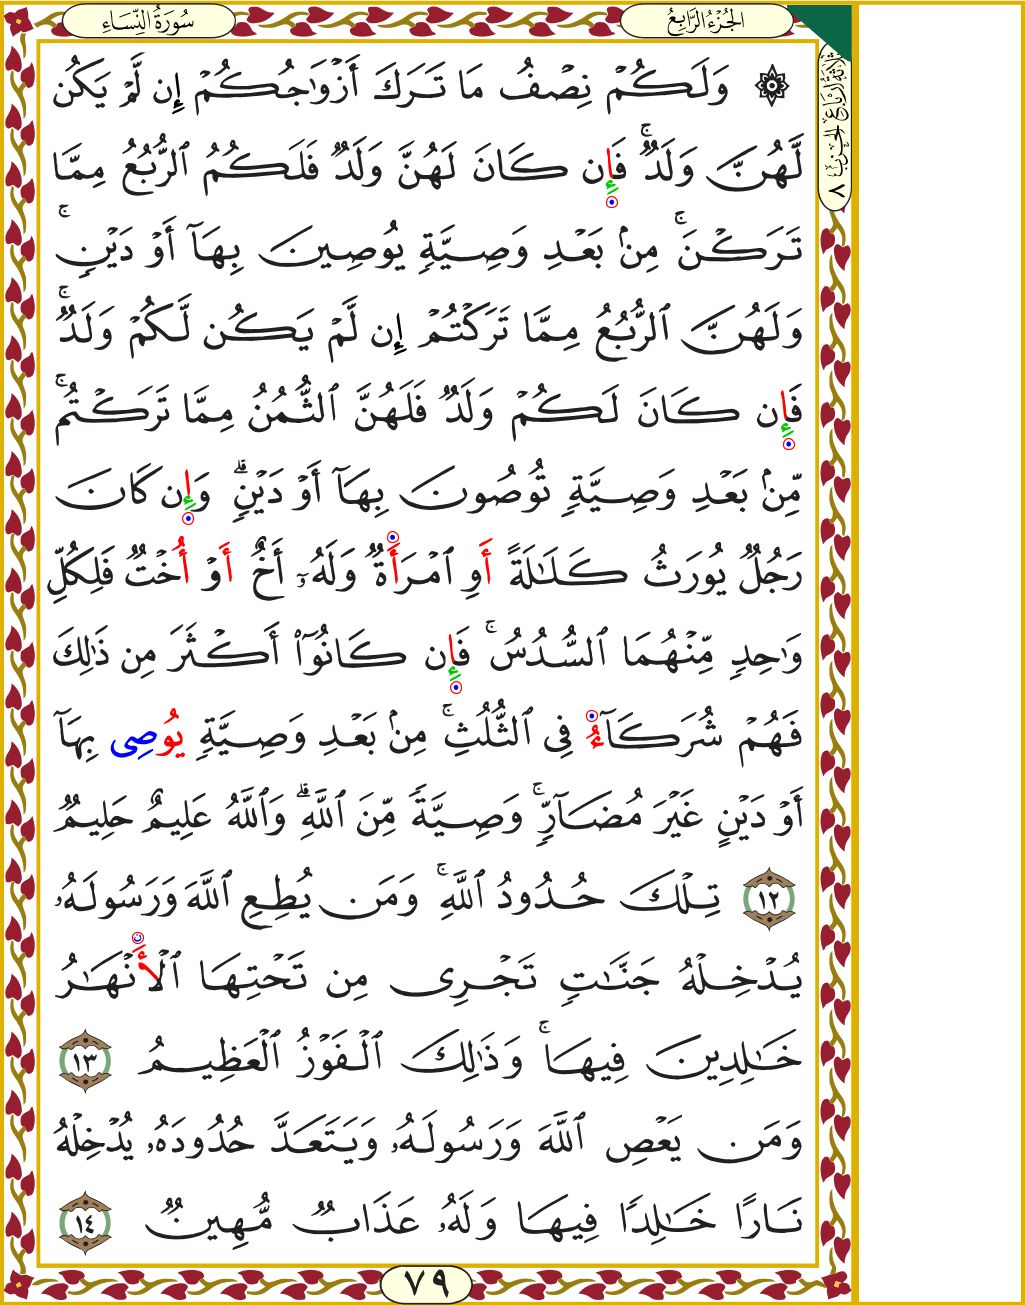 سُورَةُ النِّسَاءِ
الجُزْءُ الرَّابِعُ
۞ وَلَكُمۡ نِصۡفُ مَا تَرَكَ أَزۡوَٰجُكُمۡ إِن لَّمۡ يَكُن
لَّهُنَّ وَلَدٞۚ فَإِن كَانَ لَهُنَّ وَلَدٞ فَلَكُمُ ٱلرُّبُعُ مِمَّا
تَرَكۡنَۚ مِنۢ بَعۡدِ وَصِيَّةٖ يُوصِينَ بِهَآ أَوۡ دَيۡنٖۚ
وَلَهُنَّ ٱلرُّبُعُ مِمَّا تَرَكۡتُمۡ إِن لَّمۡ يَكُن لَّكُمۡ وَلَدٞۚ
فَإِن كَانَ لَكُمۡ وَلَدٞ فَلَهُنَّ ٱلثُّمُنُ مِمَّا تَرَكۡتُمۚ
مِّنۢ بَعۡدِ وَصِيَّةٖ تُوصُونَ بِهَآ أَوۡ دَيۡنٖۗ وَإِن كَانَ
رَجُلٞ يُورَثُ كَلَٰلَةً أَوِ ٱمۡرَأَةٞ وَلَهُۥٓ أَخٌ أَوۡ أُخۡتٞ فَلِكُلِّ
وَٰحِدٖ مِّنۡهُمَا ٱلسُّدُسُۚ فَإِن كَانُوٓاْ أَكۡثَرَ مِن ذَٰلِكَ
فَهُمۡ شُرَكَآءُ فِي ٱلثُّلُثِۚ مِنۢ بَعۡدِ وَصِيَّةٖ يُوصِي بِهَآ
أَوۡ دَيۡنٍ غَيۡرَ مُضَآرّٖۚ وَصِيَّةٗ مِّنَ ٱللَّهِۗ وَٱللَّهُ عَلِيمٌ حَلِيمٞ
١٢ تِلۡكَ حُدُودُ ٱللَّهِۚ وَمَن يُطِعِ ٱللَّهَ وَرَسُولَهُۥ
يُدۡخِلۡهُ جَنَّٰتٖ تَجۡرِي مِن تَحۡتِهَا ٱلۡأَنۡهَٰرُ
خَٰلِدِينَ فِيهَاۚ وَذَٰلِكَ ٱلۡفَوۡزُ ٱلۡعَظِيمُ ١٣
وَمَن يَعۡصِ ٱللَّهَ وَرَسُولَهُۥ وَيَتَعَدَّ حُدُودَهُۥ يُدۡخِلۡهُ
نَارًا خَٰلِدٗا فِيهَا وَلَهُۥ عَذَابٞ مُّهِينٞ ١٤
٧٩